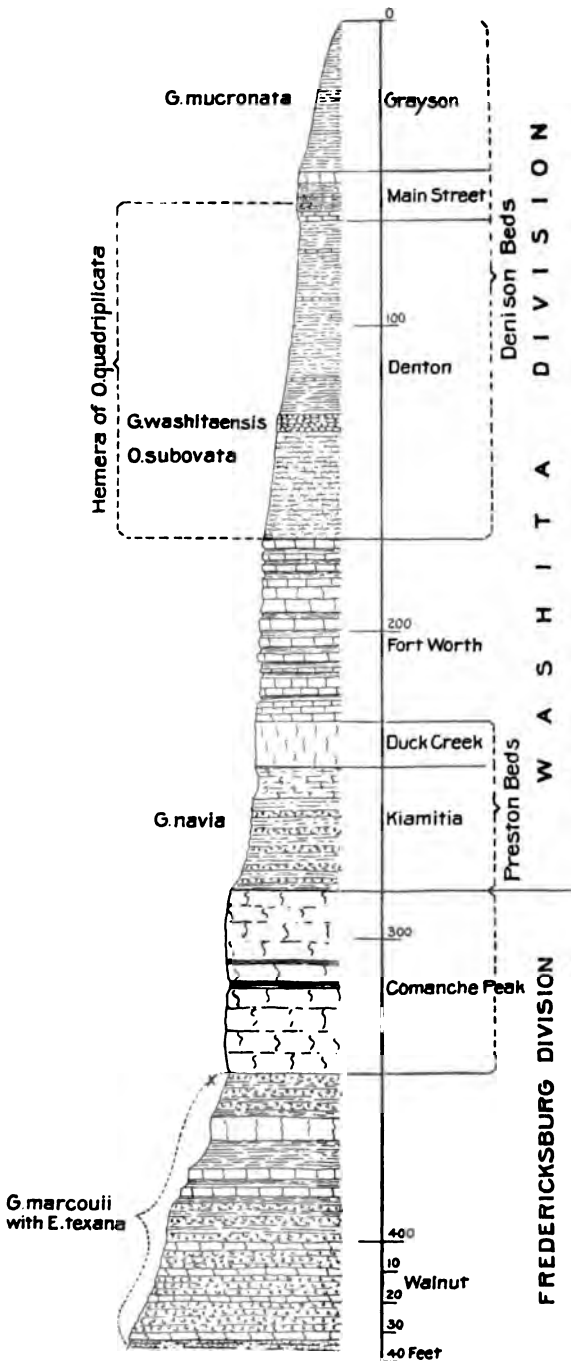 0
G. mucronata
Grayson
Main Street
100
Hemera of O. quadriplicata
Denison Beds
Denton
G. washitaensis
O. subovata
WASHITA DIVISION
200
Fort Worth
Duck Creek
G. navia
Kiamitia
Preston Beds
300
Comanche Peak
G. marcouii
with E. texana
FREDERICKSBURG DIVISION
400
10
Walnut
20
30
40 Feet